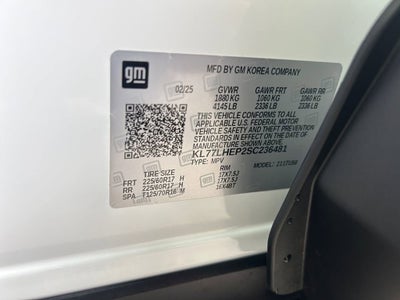 gm
MFD BY GM KOREA COMPANY
02/25 GVWR GAWR FRT GAWR RR
1880 KG 1060 KG 1060 KG
4145 LB 2336 LB 2336 LB
THIS VEHICLE CONFORMS TO ALL
APPLICABLE U.S. FEDERAL MOTOR
VEHICLE SAFETY, BUMPER, AND THEFT
PREVENTION STANDARDS IN EFFECT ON
THE DATE OF MANUFACTURE SHOWN ABOVE.
KL77LHEP2SC236481
TYPE: MPV
TIRE SIZE RIM
FRT 225/60R17 H 17X7.5J
RR 225/60R17 H 17X7.5J
SPA T125/70R16 M 16X4BT